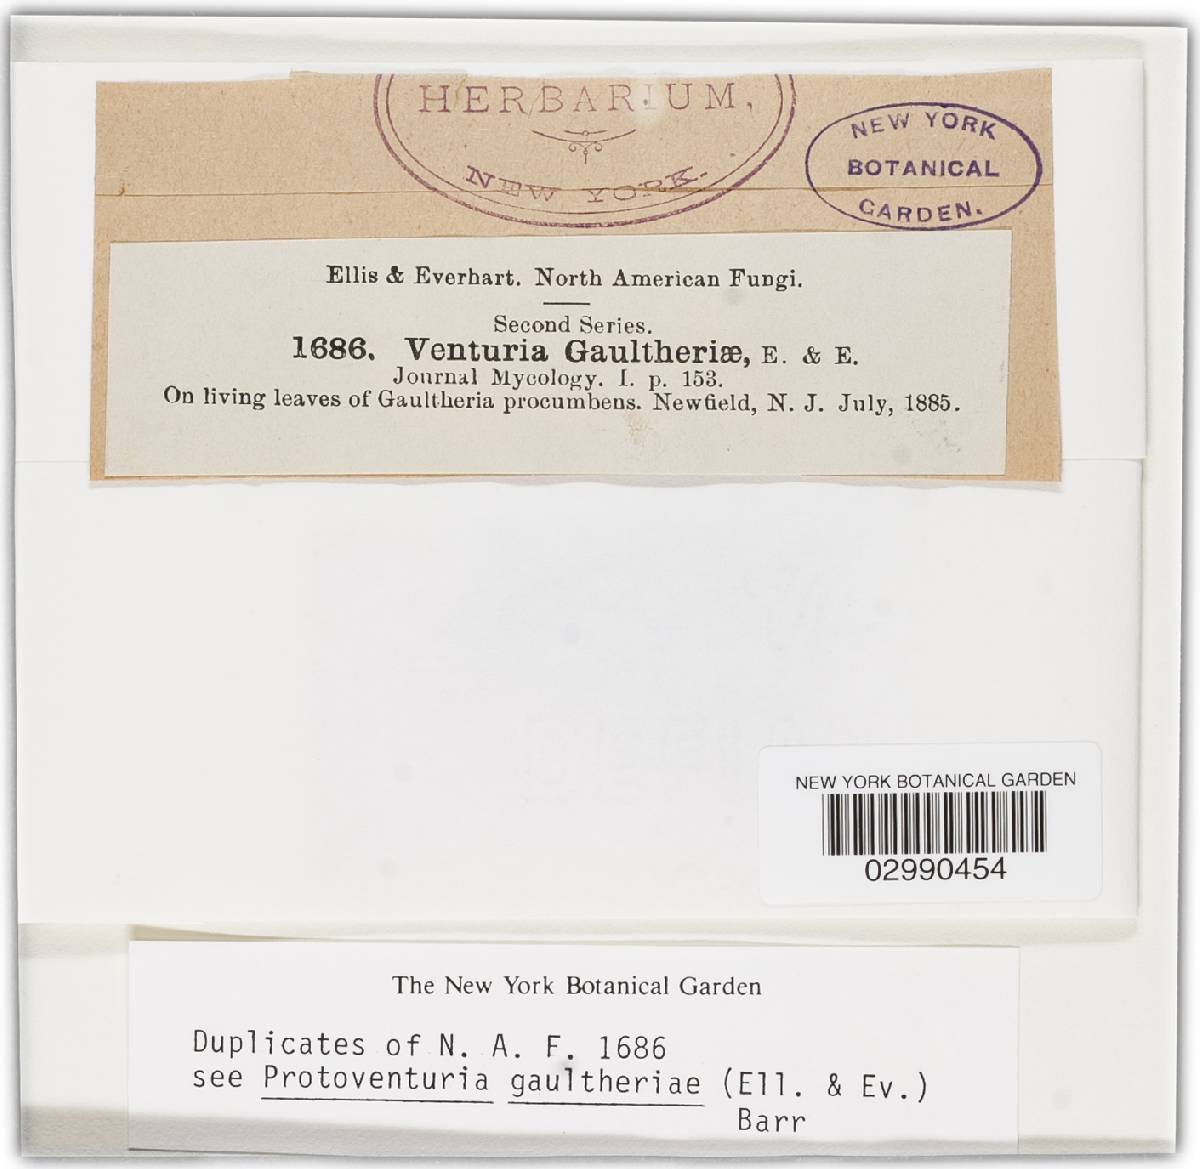 HERBARIUM,
NEW YORK.
NEW YORK
BOTANICAL
GARDEN.
Ellis & Everhart. North American Fungi.
Second Series.
1686. Venturia Gaultheriæ, E. & E.
Journal Mycology. I. p. 153.
On living leaves of Gaultheria procumbens. Newfield, N. J. July, 1885.
NEW YORK BOTANICAL GARDEN
02990454
The New York Botanical Garden
Duplicates of N. A. F. 1686
see Protoventuria gaultheriae (Ell. & Ev.)
Barr